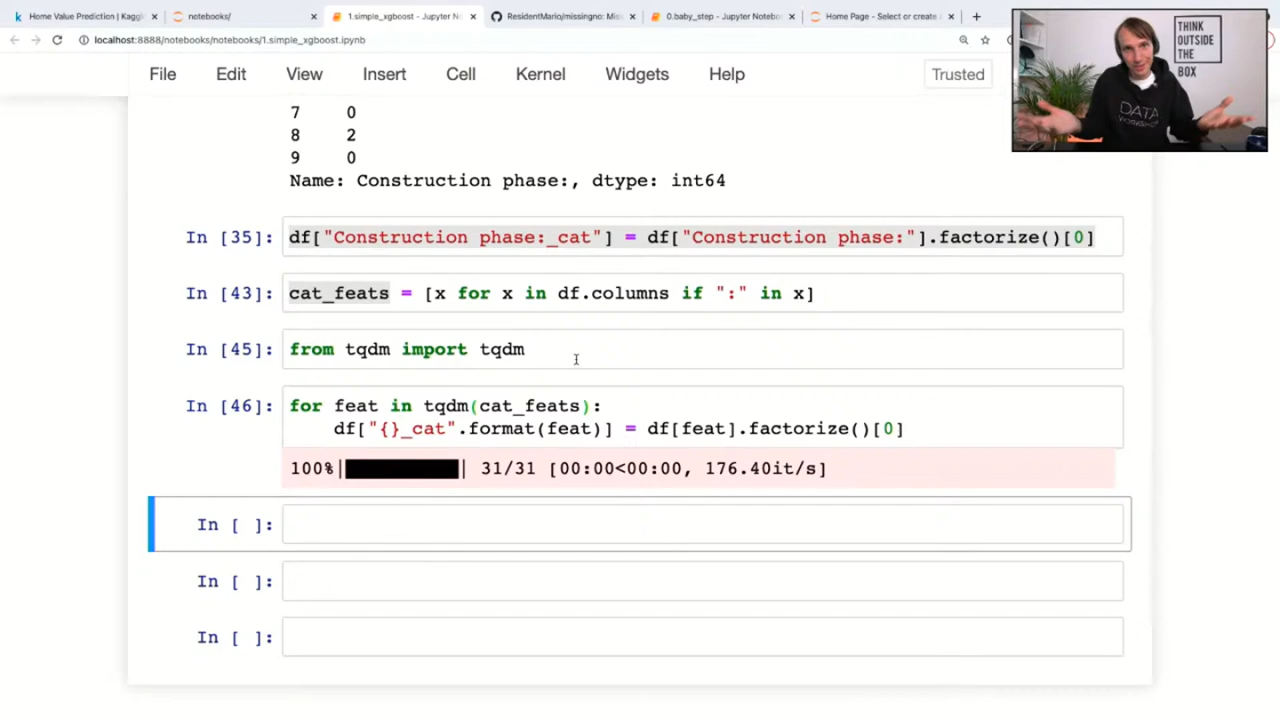 Home Value Prediction | Kaggl
notebooks/
1.simple_xgboost - Jupyter No
ResidentMario/missingno: Miss
0.baby_step - Jupyter Notebo
Home Page - Select or create
localhost:8888/notebooks/notebooks/1.simple_xgboost.ipynb
File Edit View Insert Cell Kernel Widgets Help Trusted
THINK
OUTSIDE
THE
BOX
DATA
WORKSHOP
7 0
8 2
9 0
Name: Construction phase:, dtype: int64
In [35]: df["Construction phase:_cat"] = df["Construction phase:"].factorize()[0]
In [43]: cat_feats = [x for x in df.columns if ":" in x]
In [45]: from tqdm import tqdm
In [46]: for feat in tqdm(cat_feats):
df["{}_cat".format(feat)] = df[feat].factorize()[0]
100%| | 31/31 [00:00<00:00, 176.40it/s]
In [ ]:
In [ ]:
In [ ]: